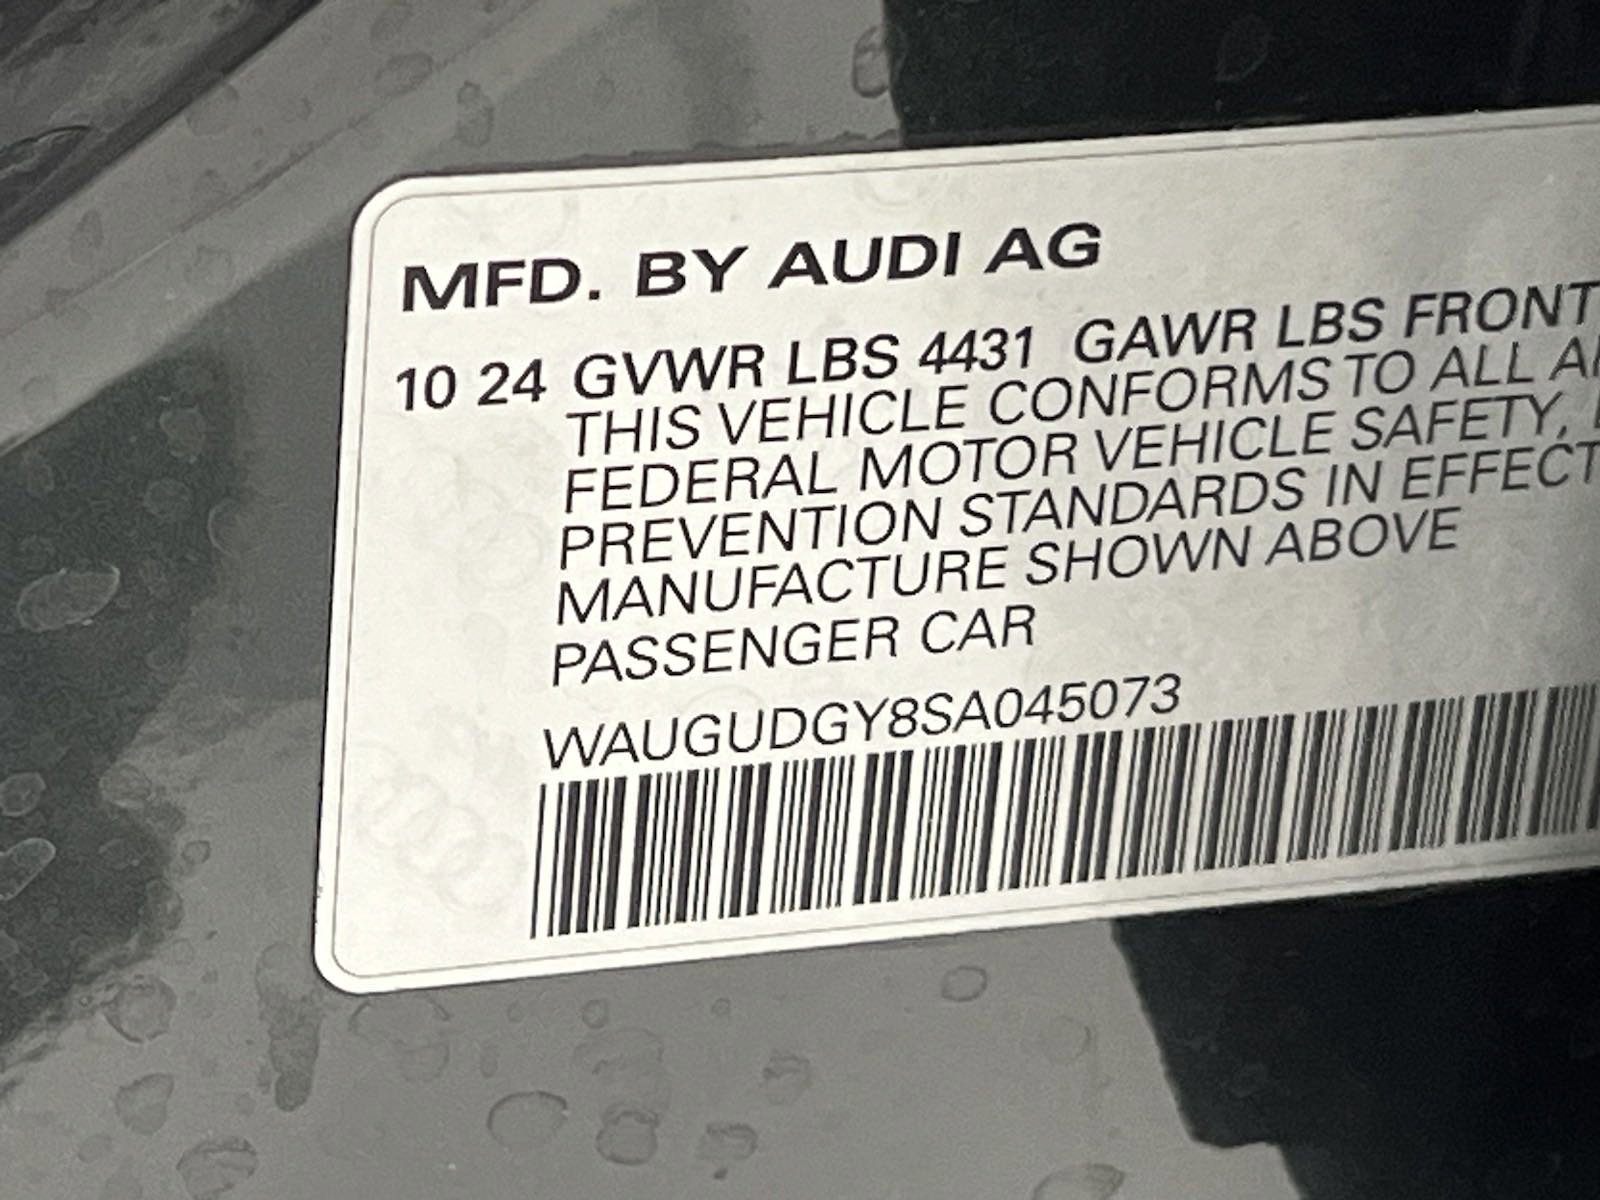 MFD. BY AUDI AG
10 24 GVWR LBS 4431 GAWR LBS FRONT
THIS VEHICLE CONFORMS TO ALL
FEDERAL MOTOR VEHICLE SAFETY,
PREVENTION STANDARDS IN EFFECT
MANUFACTURE SHOWN ABOVE
PASSENGER CAR
WAUGUDGY8SA045073